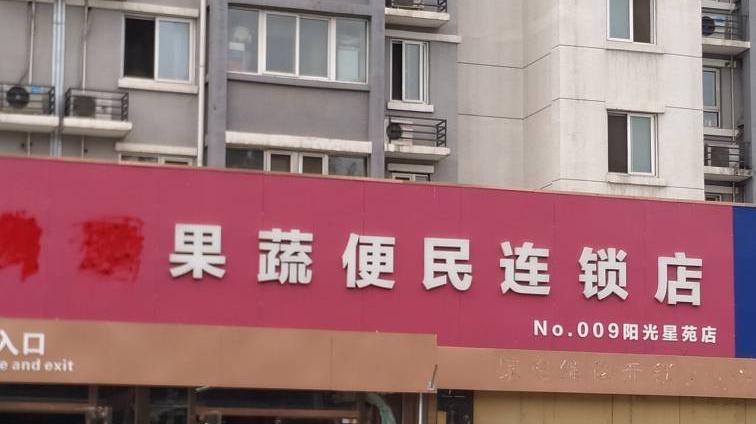 果蔬便民连锁店
No.009阳光星苑店
入口
e and exit